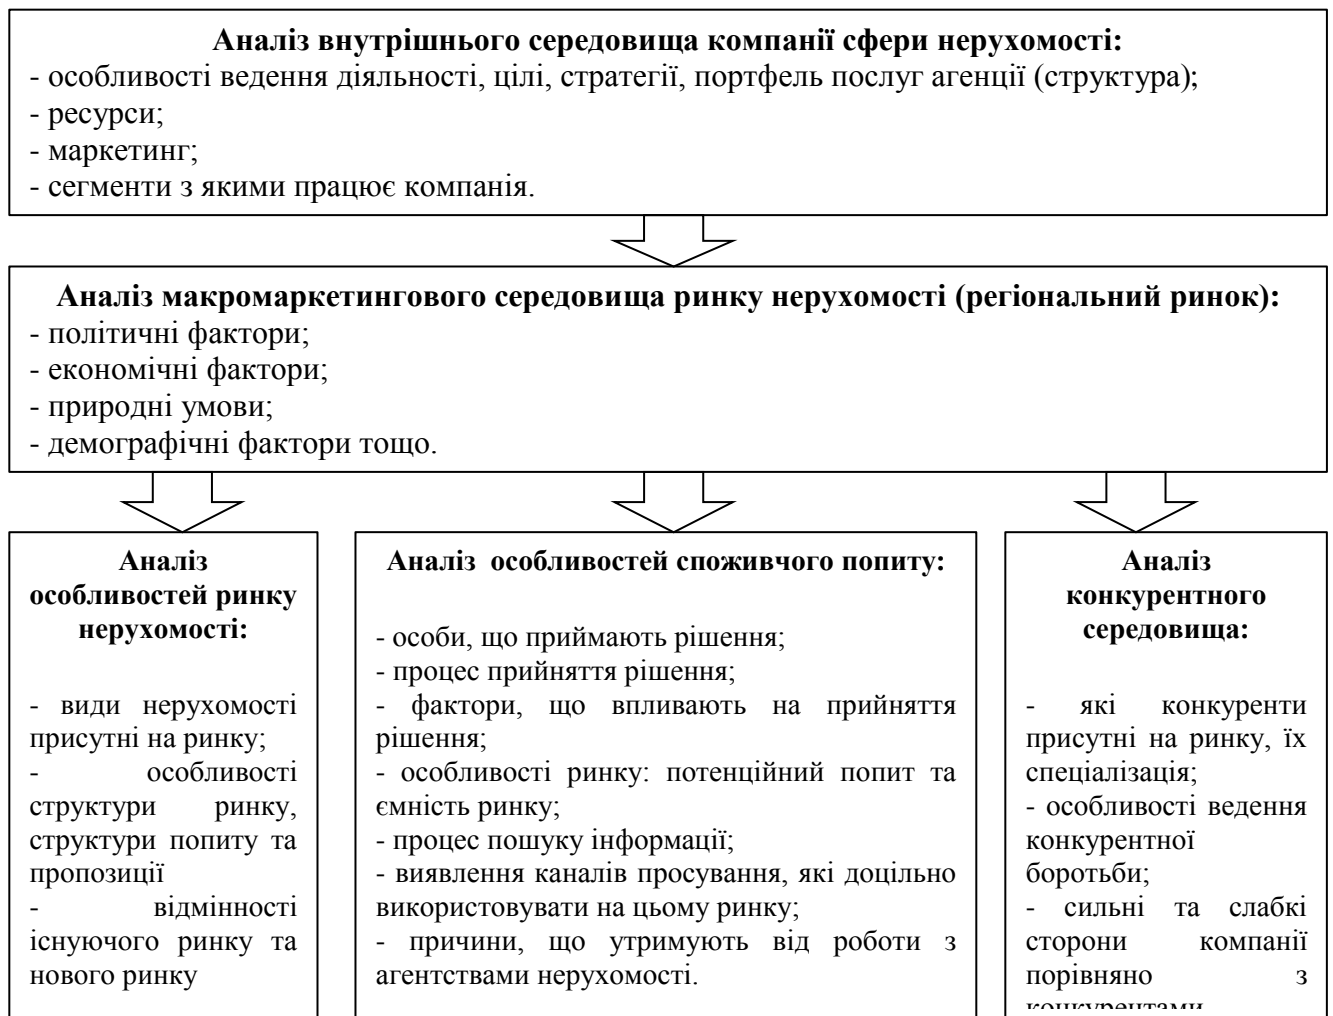 Аналіз внутрішнього середовища компанії сфери нерухомості:
- особливості ведення діяльності, цілі, стратегії, портфель послуг агенції (структура);
- ресурси;
- маркетинг;
- сегменти з якими працює компанія.
Аналіз макромаркетингового середовища ринку нерухомості (регіональний ринок):
- політичні фактори;
- економічні фактори;
- природні умови;
- демографічні фактори тощо.
Аналіз
особливостей ринку
нерухомості:
- види нерухомості
присутні на ринку;
- особливості
структури ринку,
структури попиту та
пропозиції
- відмінності
існуючого ринку та
нового ринку
Аналіз особливостей споживчого попиту:
- особи, що приймають рішення;
- процес прийняття рішення;
- фактори, що впливають на прийняття
рішення;
- особливості ринку: потенційний попит та
ємність ринку;
- процес пошуку інформації;
- виявлення каналів просування, які доцільно
використовувати на цьому ринку;
- причини, що утримують від роботи з
агентствами нерухомості.
Аналіз
конкурентного
середовища:
- які конкуренти
присутні на ринку, їх
спеціалізація;
- особливості ведення
конкурентної
боротьби;
- сильні та слабкі
сторони компанії
порівняно з
конкурентами